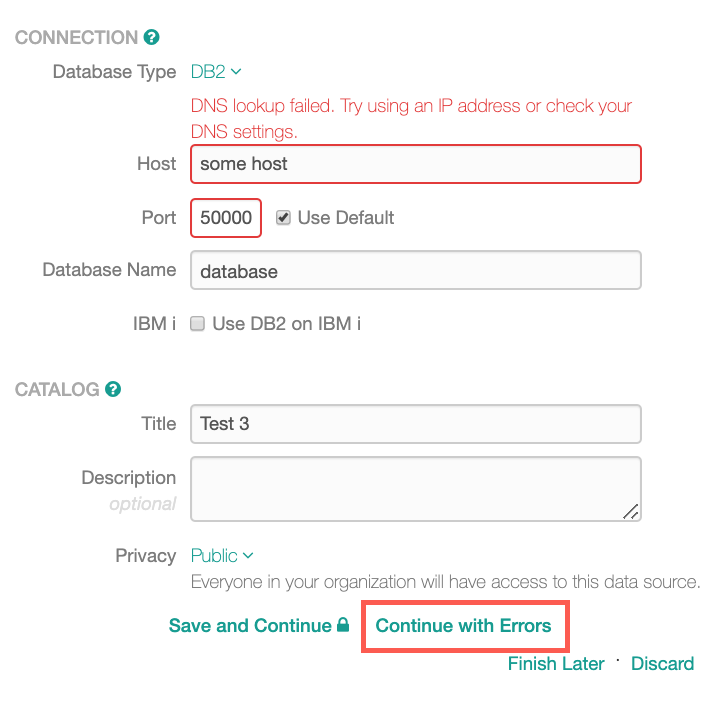 CONNECTION ?
Database Type DB2
DNS lookup failed. Try using an IP address or check your
DNS settings.
Host some host
Port 50000 Use Default
Database Name database
IBM i Use DB2 on IBM i
CATALOG ?
Title Test 3
Description
optional
Privacy Public
Everyone in your organization will have access to this data source.
Save and Continue Continue with Errors
Finish Later · Discard